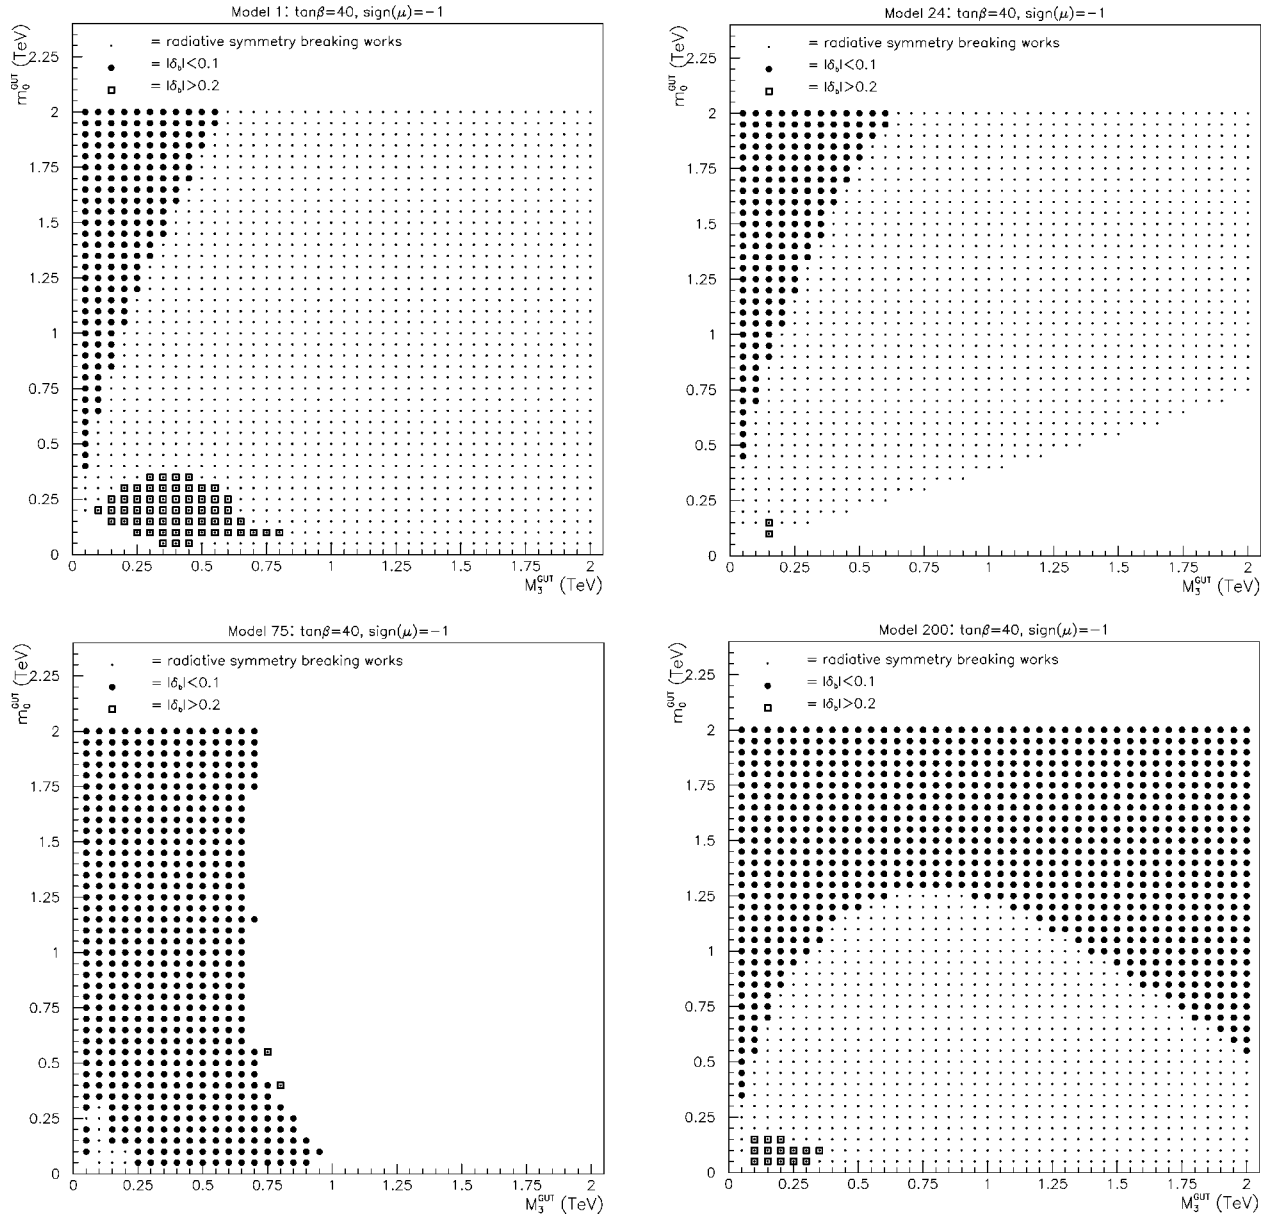 Model 1: tanβ=40, sign(μ)=−1
m₀ᴳᵁᵀ (TeV)
· = radiative symmetry breaking works
● = |δ_b|<0.1
□ = |δ_b|>0.2
2.25
2
1.75
1.5
1.25
1
0.75
0.5
0.25
0
0 0.25 0.5 0.75 1 1.25 1.5 1.75 2
M₃ᴳᵁᵀ (TeV)
Model 24: tanβ=40, sign(μ)=−1
m₀ᴳᵁᵀ (TeV)
· = radiative symmetry breaking works
● = |δ_b|<0.1
□ = |δ_b|>0.2
2.25
2
1.75
1.5
1.25
1
0.75
0.5
0.25
0
0 0.25 0.5 0.75 1 1.25 1.5 1.75 2
M₃ᴳᵁᵀ (TeV)
Model 75: tanβ=40, sign(μ)=−1
m₀ᴳᵁᵀ (TeV)
· = radiative symmetry breaking works
● = |δ_b|<0.1
□ = |δ_b|>0.2
2.25
2
1.75
1.5
1.25
1
0.75
0.5
0.25
0
0 0.25 0.5 0.75 1 1.25 1.5 1.75 2
M₃ᴳᵁᵀ (TeV)
Model 200: tanβ=40, sign(μ)=−1
m₀ᴳᵁᵀ (TeV)
· = radiative symmetry breaking works
● = |δ_b|<0.1
□ = |δ_b|>0.2
2.25
2
1.75
1.5
1.25
1
0.75
0.5
0.25
0
0 0.25 0.5 0.75 1 1.25 1.5 1.75 2
M₃ᴳᵁᵀ (TeV)